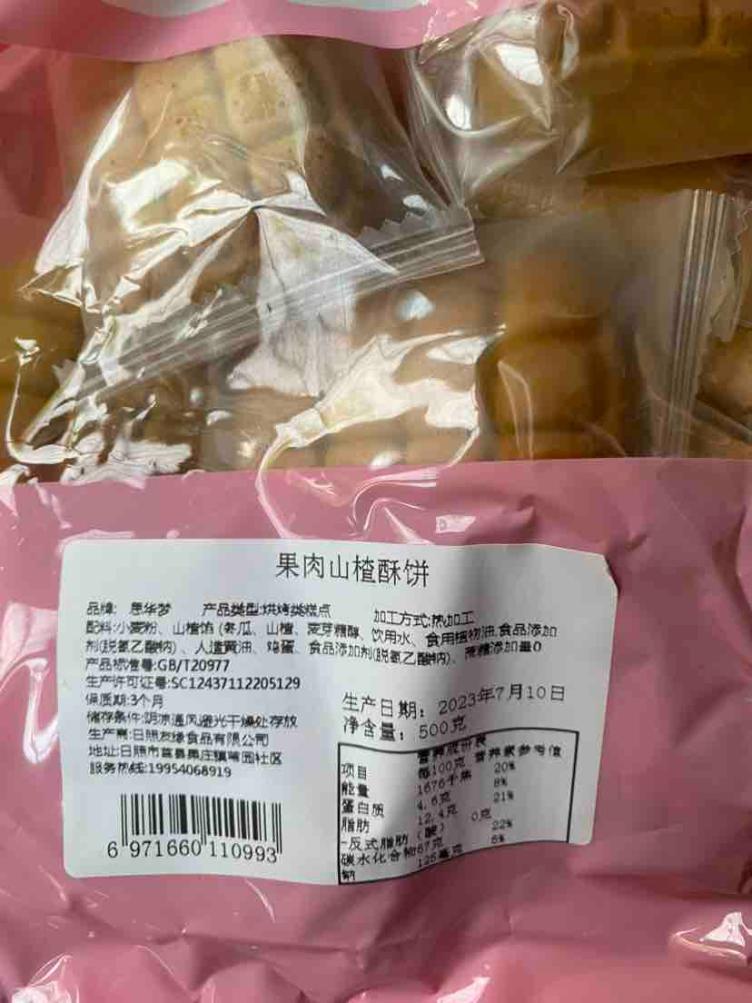 果肉山楂酥饼
品牌: 思华梦 产品类型:烘烤类糕点 加工方式:热加工
配料:小麦粉、山楂馅(冬瓜、山楂、麦芽糖醇、饮用水、食用植物油,食品添加
剂(脱氢乙酸钠)、人造黄油、鸡蛋、食品添加剂(脱氢乙酸钠)、蔗糖添加量0
产品标准号:GB/T20977
生产许可证号:SC12437112205129
保质期:3个月
储存条件:阴凉通风避光干燥处存放
生产商:日照友缘食品有限公司
地址:日照市莒县果庄镇 园社区
服务热线:19954068919
6 971660 110993
生产日期: 2023年7月10日
净含量: 500克
营养成份表
项目 每100克 营养素参考值
能量 1676千焦 20%
蛋白质 4.6克 8%
脂肪 12.4克 21%
-反式脂肪(酸) 0克
碳水化合物67克 22%
钠 125毫克 6%